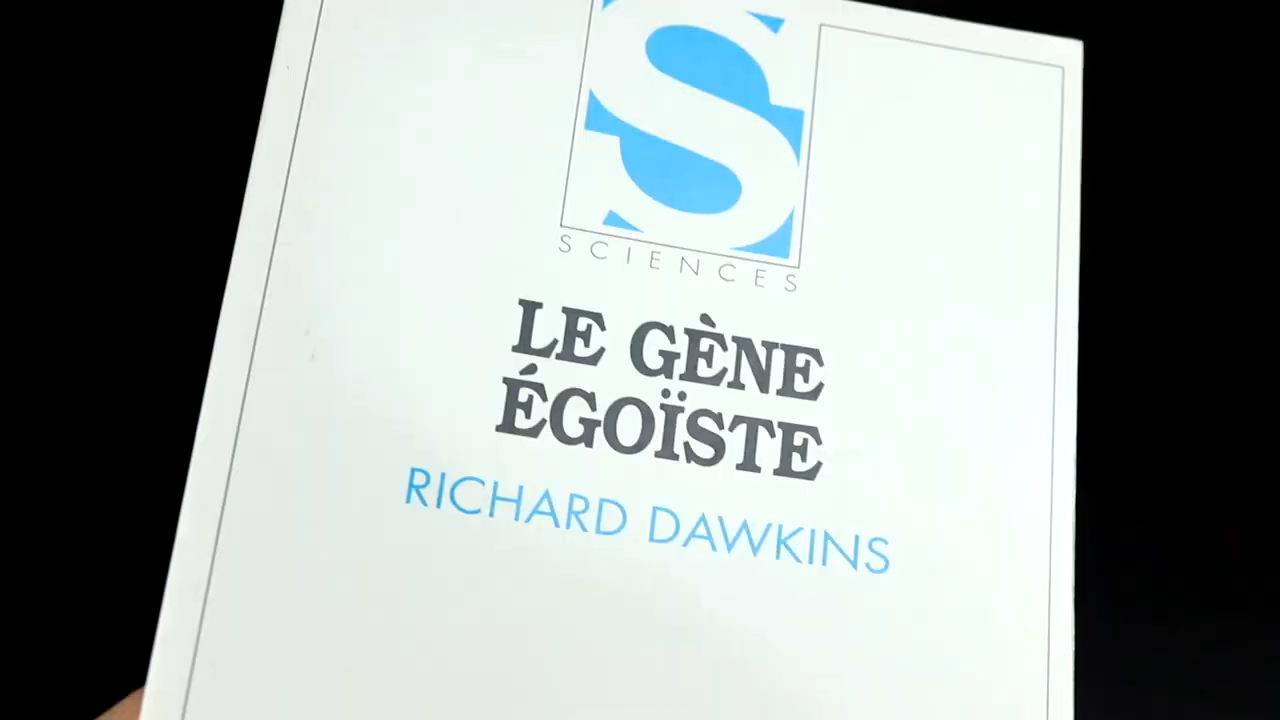 S
SCIENCES
LE GÈNE
ÉGOÏSTE
RICHARD DAWKINS